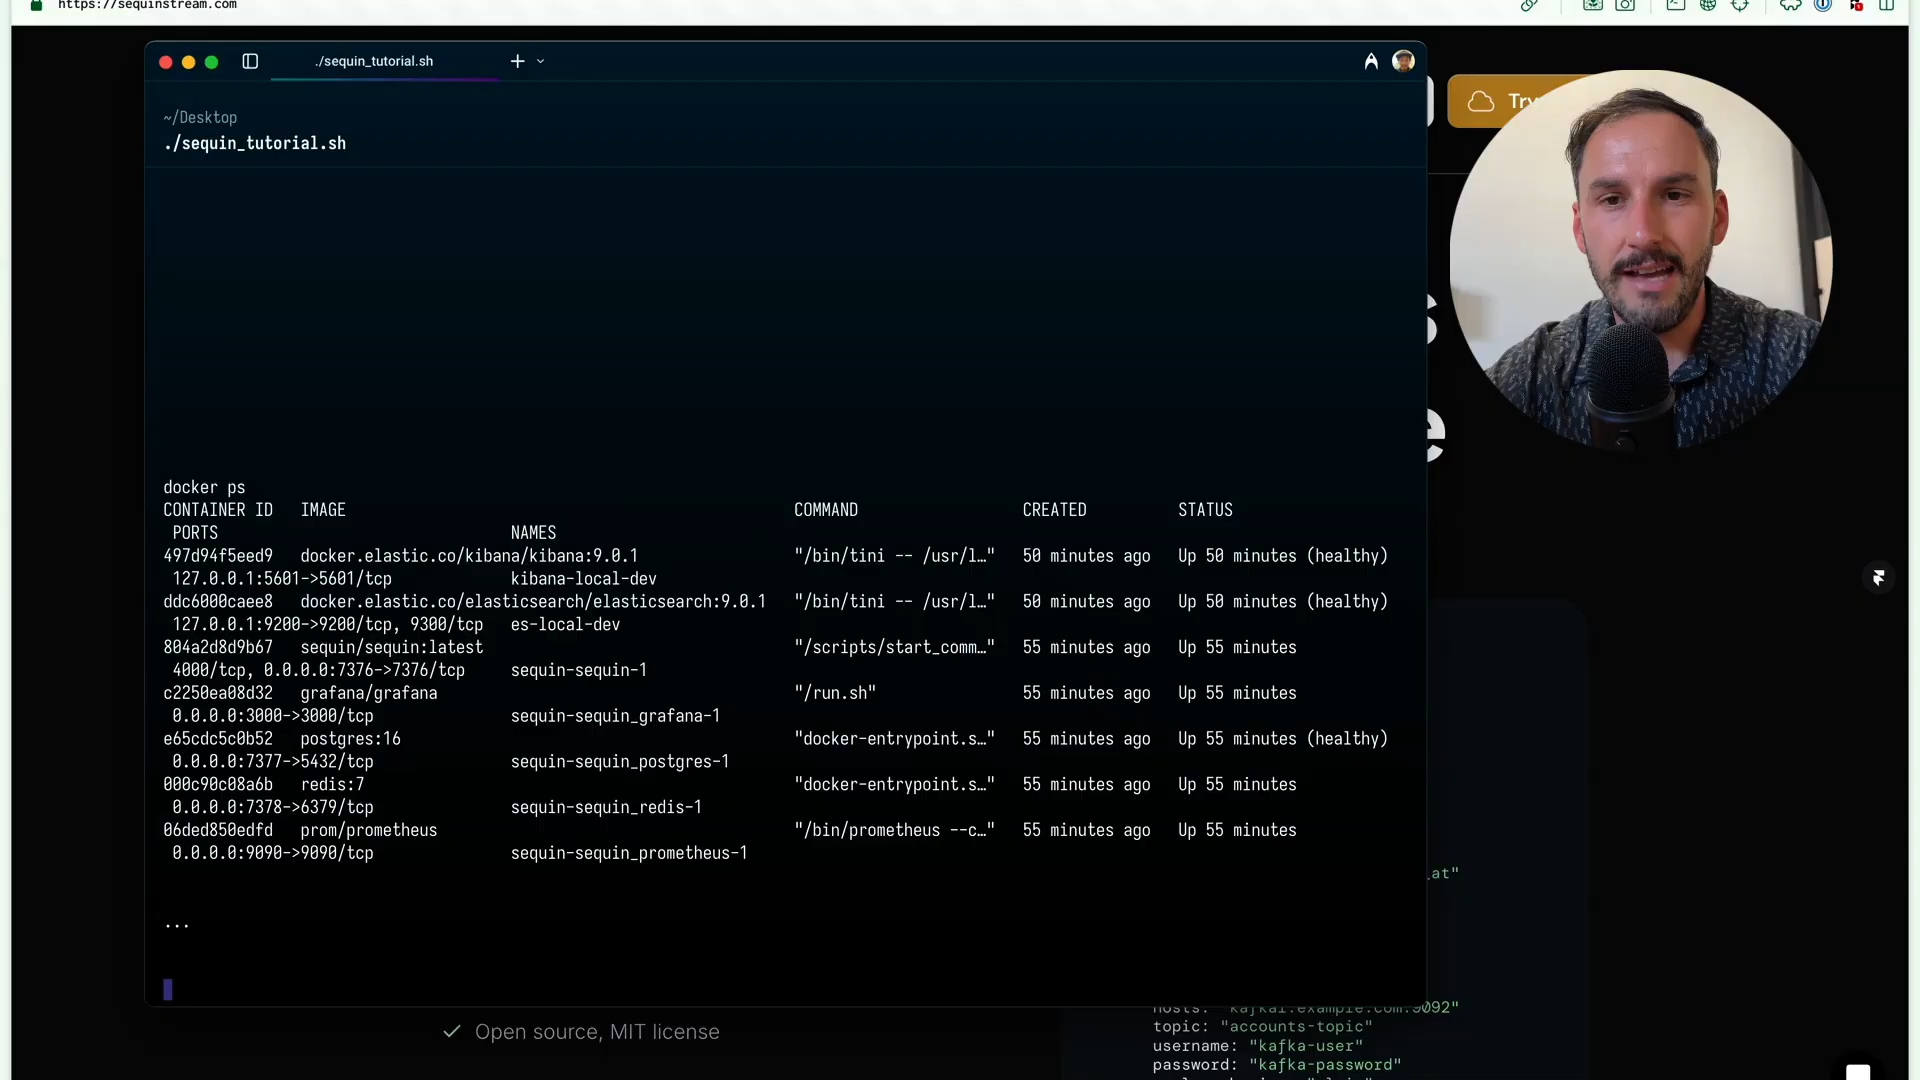 https://sequinstream.com
./sequin_tutorial.sh
~/Desktop
./sequin_tutorial.sh
Try
s
e
docker ps
CONTAINER ID   IMAGE   COMMAND   CREATED   STATUS
PORTS   NAMES
497d94f5eed9   docker.elastic.co/kibana/kibana:9.0.1   "/bin/tini -- /usr/l…"   50 minutes ago   Up 50 minutes (healthy)
127.0.0.1:5601->5601/tcp   kibana-local-dev
ddc6000caee8   docker.elastic.co/elasticsearch/elasticsearch:9.0.1   "/bin/tini -- /usr/l…"   50 minutes ago   Up 50 minutes (healthy)
127.0.0.1:9200->9200/tcp, 9300/tcp   es-local-dev
804a2d8d9b67   sequin/sequin:latest   "/scripts/start_comm…"   55 minutes ago   Up 55 minutes
4000/tcp, 0.0.0.0:7376->7376/tcp   sequin-sequin-1
c2250ea08d32   grafana/grafana   "/run.sh"   55 minutes ago   Up 55 minutes
0.0.0.0:3000->3000/tcp   sequin-sequin_grafana-1
e65cdc5c0b52   postgres:16   "docker-entrypoint.s…"   55 minutes ago   Up 55 minutes (healthy)
0.0.0.0:7377->5432/tcp   sequin-sequin_postgres-1
000c90c08a6b   redis:7   "docker-entrypoint.s…"   55 minutes ago   Up 55 minutes
0.0.0.0:7378->6379/tcp   sequin-sequin_redis-1
06ded850edfd   prom/prometheus   "/bin/prometheus --c…"   55 minutes ago   Up 55 minutes
0.0.0.0:9090->9090/tcp   sequin-sequin_prometheus-1
_at"
...
hosts: "kafka1.example.com:9092"
topic: "accounts-topic"
Open source, MIT license
username: "kafka-user"
password: "kafka-password"